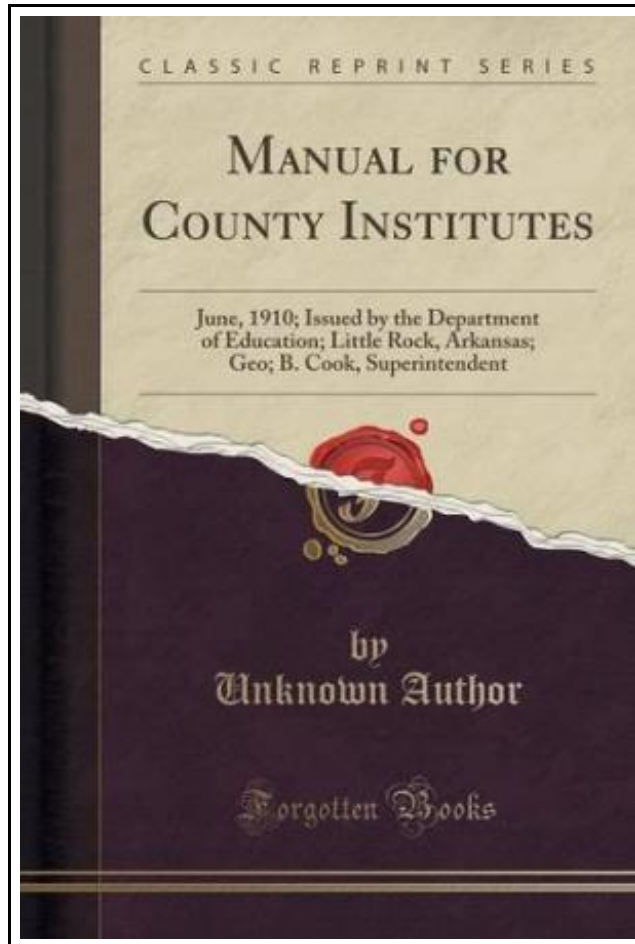 CLASSIC REPRINT SERIES
MANUAL FOR
COUNTY INSTITUTES
June, 1910; Issued by the Department
of Education; Little Rock, Arkansas;
Geo; B. Cook, Superintendent
by
Unknown Author
Forgotten Books